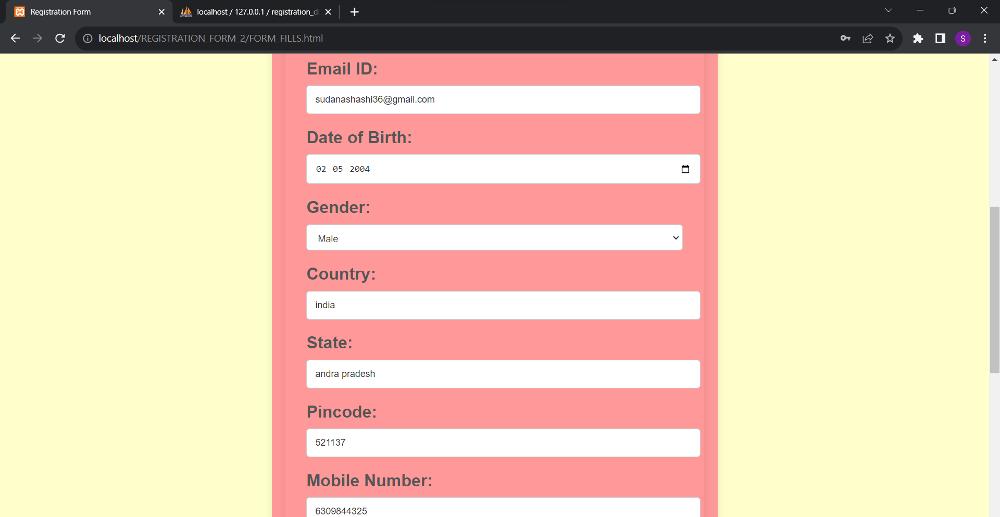 Registration Form
localhost / 127.0.0.1 / registration_d
localhost/REGISTRATION_FORM_2/FORM_FILLS.html
S
Email ID:
sudanashashi36@gmail.com
Date of Birth:
02-05-2004
Gender:
Male
Country:
india
State:
andra pradesh
Pincode:
521137
Mobile Number:
6309844325